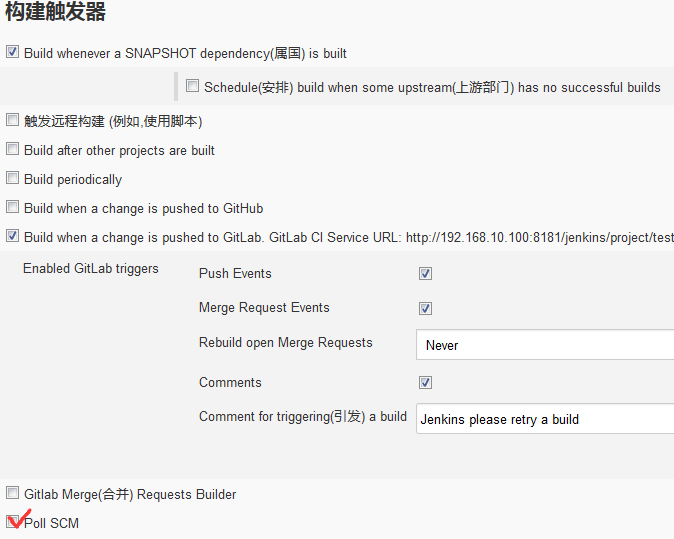 构建触发器
Build whenever a SNAPSHOT dependency(属国) is built
Schedule(安排) build when some upstream(上游部门) has no successful builds
触发远程构建 (例如,使用脚本)
Build after other projects are built
Build periodically
Build when a change is pushed to GitHub
Build when a change is pushed to GitLab. GitLab CI Service URL: http://192.168.10.100:8181/jenkins/project/test
Enabled GitLab triggers
Push Events
Merge Request Events
Rebuild open Merge Requests
Never
Comments
Comment for triggering(引发) a build
Jenkins please retry a build
Gitlab Merge(合并) Requests Builder
Poll SCM